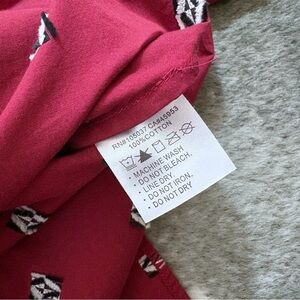 RN#105037 CA#45953
100%COTTON
• MACHINE WASH
• DO NOT BLEACH.
• LINE DRY.
• DO NOT IRON.
• DO NOT DRY